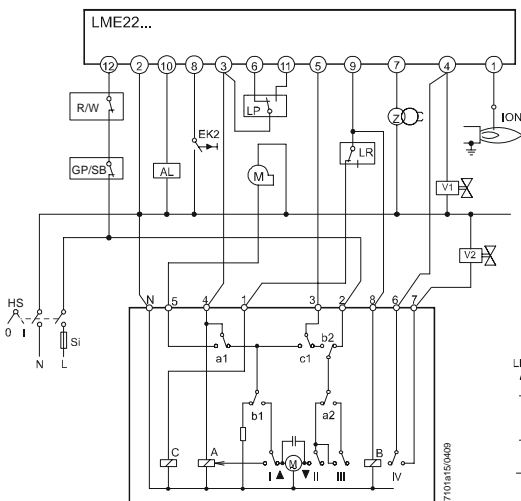 LME22...
12 2 10 8 3 6 11 5 9 7 4 1
R/W
LP
EK2
Z
ION
GP/SB
AL
M
LR
V1
V2
HS
0 I
Si
N L
N 5 4 1 3 2 8 6 7
a1 c1 b2
b1 a2
C A I M II III B IV
7101a15/0409